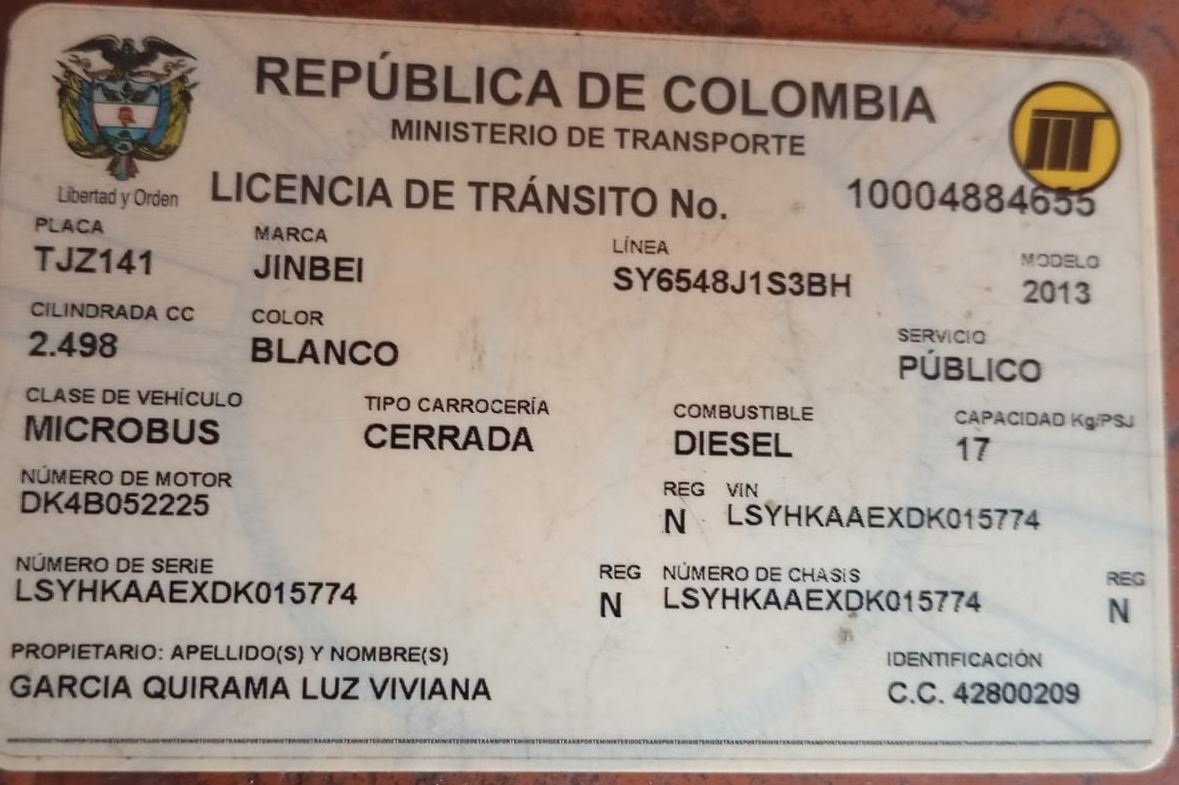 REPÚBLICA DE COLOMBIA
MINISTERIO DE TRANSPORTE
Libertad y Orden
LICENCIA DE TRÁNSITO No. 10004884655
PLACA MARCA LÍNEA MODELO
TJZ141 JINBEI SY6548J1S3BH 2013
CILINDRADA CC COLOR SERVICIO
2.498 BLANCO PÚBLICO
CLASE DE VEHÍCULO TIPO CARROCERÍA COMBUSTIBLE CAPACIDAD Kg/PSJ
MICROBUS CERRADA DIESEL 17
NÚMERO DE MOTOR REG VIN
DK4B052225 N LSYHKAAEXDK015774
NÚMERO DE SERIE REG NÚMERO DE CHASIS REG
LSYHKAAEXDK015774 N LSYHKAAEXDK015774 N
PROPIETARIO: APELLIDO(S) Y NOMBRE(S) IDENTIFICACIÓN
GARCIA QUIRAMA LUZ VIVIANA C.C. 42800209